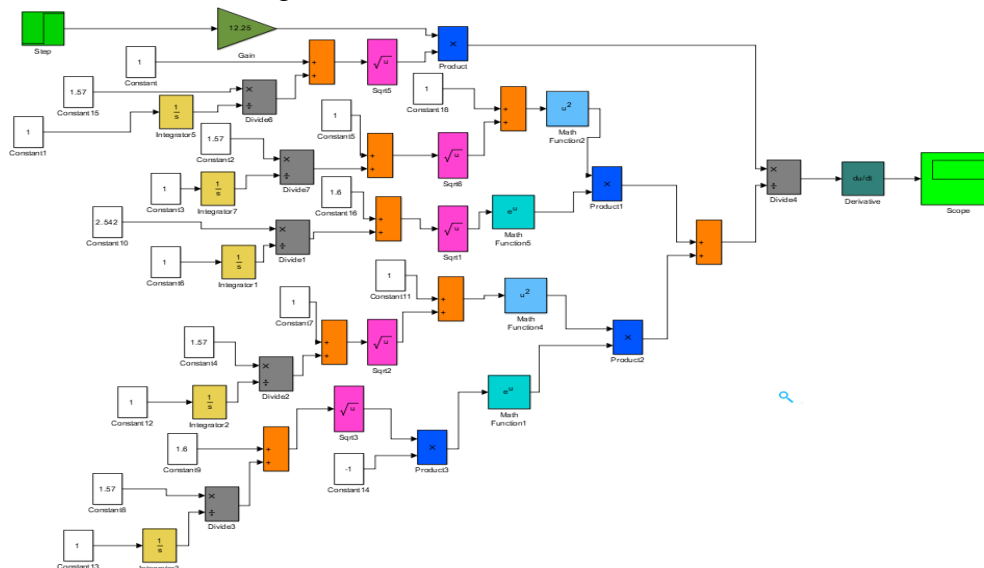 Step
12.25
Gain
1
Constant
+
+
√u
Sqrt5
×
Product
1.57
Constant15
1
Constant1
1
s
Integrator5
×
÷
Divide6
1
Constant18
+
+
u²
Math
Function2
1
Constant5
1.57
Constant2
×
÷
Divide7
+
+
√u
Sqrt6
1
Constant3
1
s
Integrator7
1.6
Constant16
×
Product1
×
÷
Divide4
du/dt
Derivative
Scope
2.542
Constant10
×
÷
Divide1
+
+
√u
Sqrt1
eᵘ
Math
Function5
+
+
1
1
s
Integrator1
1
Constant11
+
+
u²
Math
Function4
1
Constant7
+
+
√u
Sqrt2
×
Product2
1.57
Constant4
×
÷
Divide2
1
Constant12
1
s
Integrator2
eᵘ
Math
Function1
√u
Sqrt3
1.6
Constant9
+
+
-1
Constant14
×
Product3
1.57
×
÷
Divide3
1
Constant13
1
s